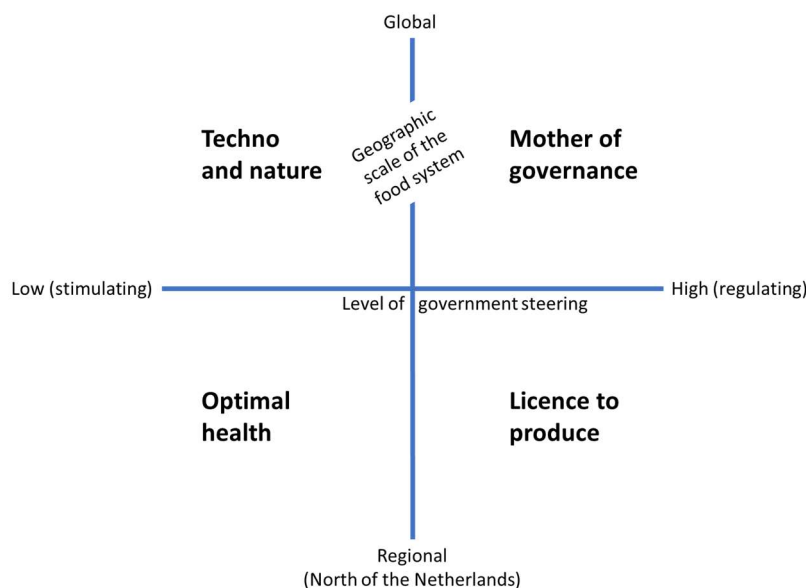 Global
Techno
and nature
Geographic
scale of the
food system
Mother of
governance
Low (stimulating)
High (regulating)
Level of government steering
Optimal
health
Licence to
produce
Regional
(North of the Netherlands)